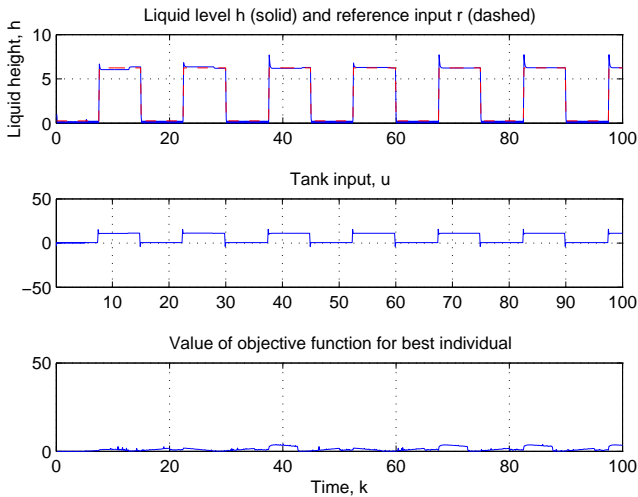 Liquid level h (solid) and reference input r (dashed)
10
5
0
Liquid height, h
0 20 40 60 80 100
Tank input, u
50
0
−50
10 20 30 40 50 60 70 80 90 100
Value of objective function for best individual
50
0
0 20 40 60 80 100
Time, k